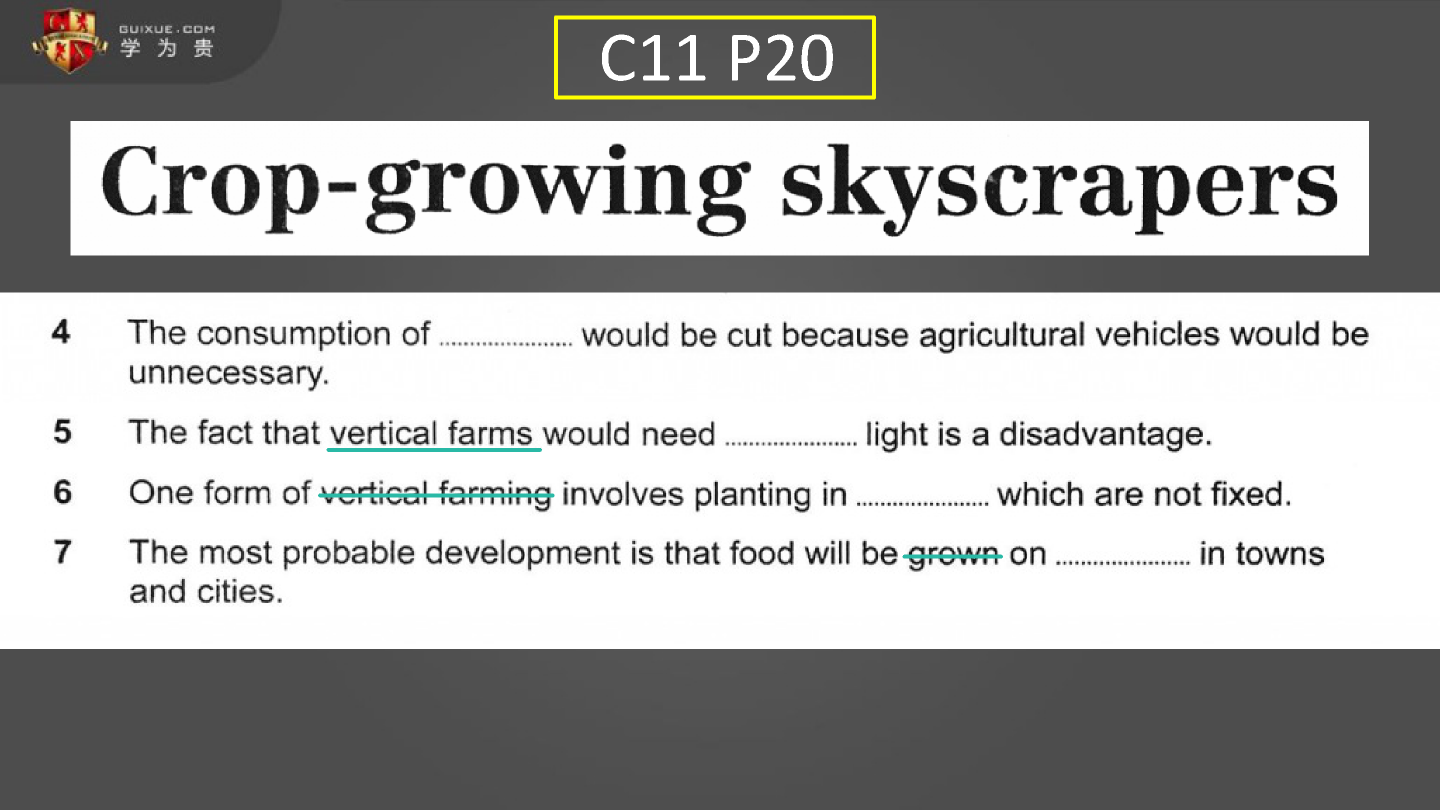 GUIXUE.COM
学为贵
C11 P20
Crop-growing skyscrapers
4 The consumption of ...................... would be cut because agricultural vehicles would be
unnecessary.
5 The fact that vertical farms would need ...................... light is a disadvantage.
6 One form of vertical farming involves planting in ...................... which are not fixed.
7 The most probable development is that food will be grown on ...................... in towns
and cities.